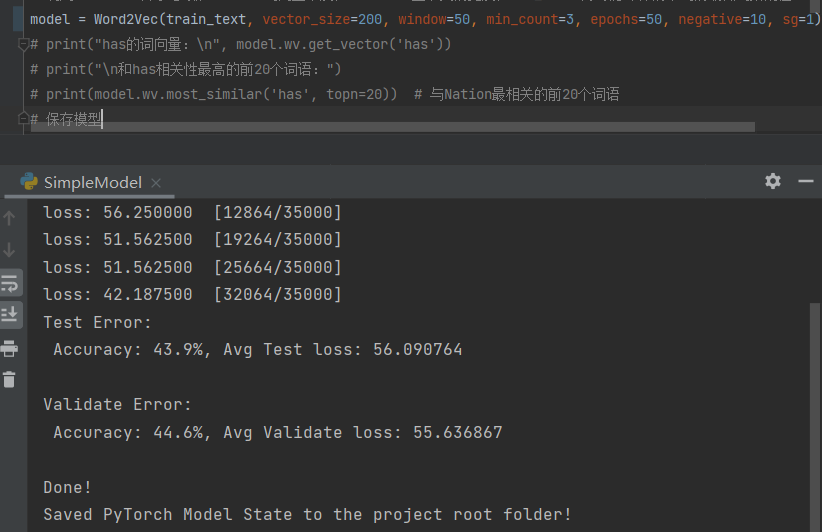 model = Word2Vec(train_text, vector_size=200, window=50, min_count=3, epochs=50, negative=10, sg=1)
# print("has的词向量：\n", model.wv.get_vector('has'))
# print("\n和has相关性最高的前20个词语：")
# print(model.wv.most_similar('has', topn=20))  # 与Nation最相关的前20个词语
# 保存模型
SimpleModel
loss: 56.250000  [12864/35000]
loss: 51.562500  [19264/35000]
loss: 51.562500  [25664/35000]
loss: 42.187500  [32064/35000]
Test Error:
Accuracy: 43.9%, Avg Test loss: 56.090764
Validate Error:
Accuracy: 44.6%, Avg Validate loss: 55.636867
Done!
Saved PyTorch Model State to the project root folder!